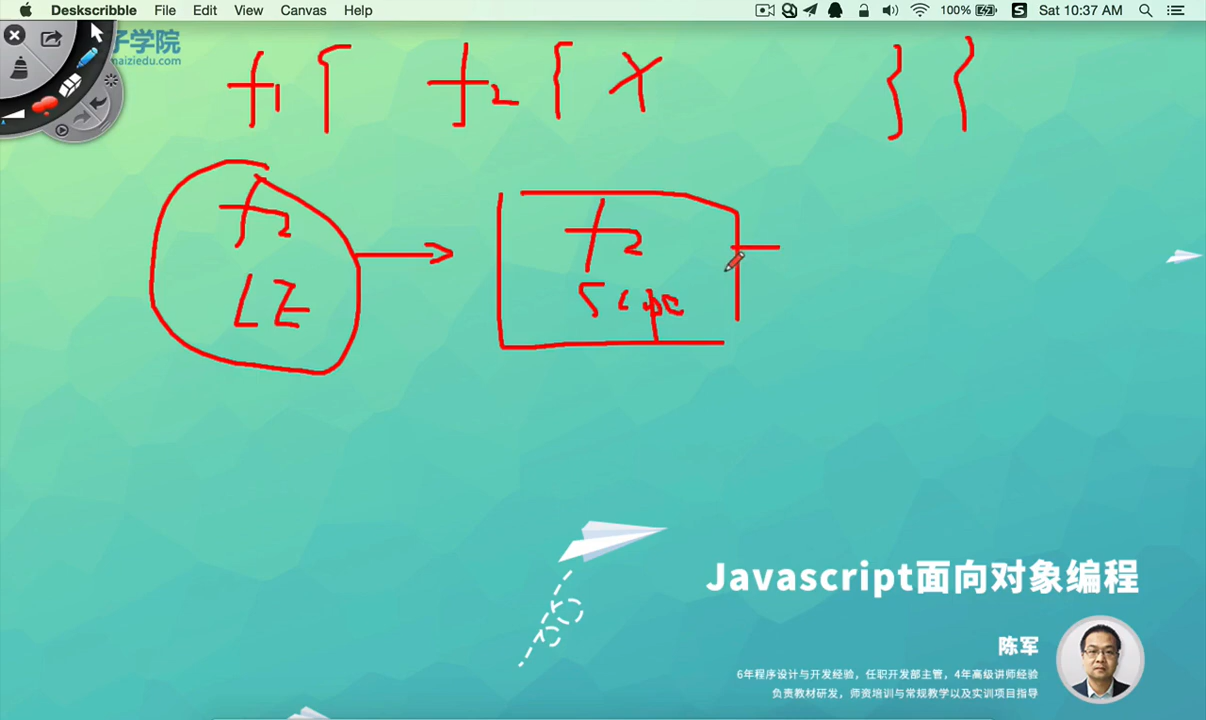 Deskscribble File Edit View Canvas Help 100% Sat 10:37 AM
子学院
maiziedu.com
f1 { f2 { x } }
f2
LE
f2
Scope
Javascript面向对象编程
陈军
6年程序设计与开发经验，任职开发部主管，4年高级讲师经验
负责教材研发，师资培训与常规教学以及实训项目指导